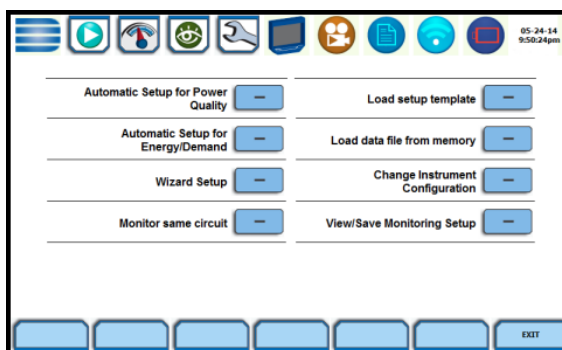 05-24-14
9:50:24pm
Automatic Setup for Power
Quality
Load setup template
Automatic Setup for
Energy/Demand
Load data file from memory
Wizard Setup
Change Instrument
Configuration
Monitor same circuit
View/Save Monitoring Setup
EXIT